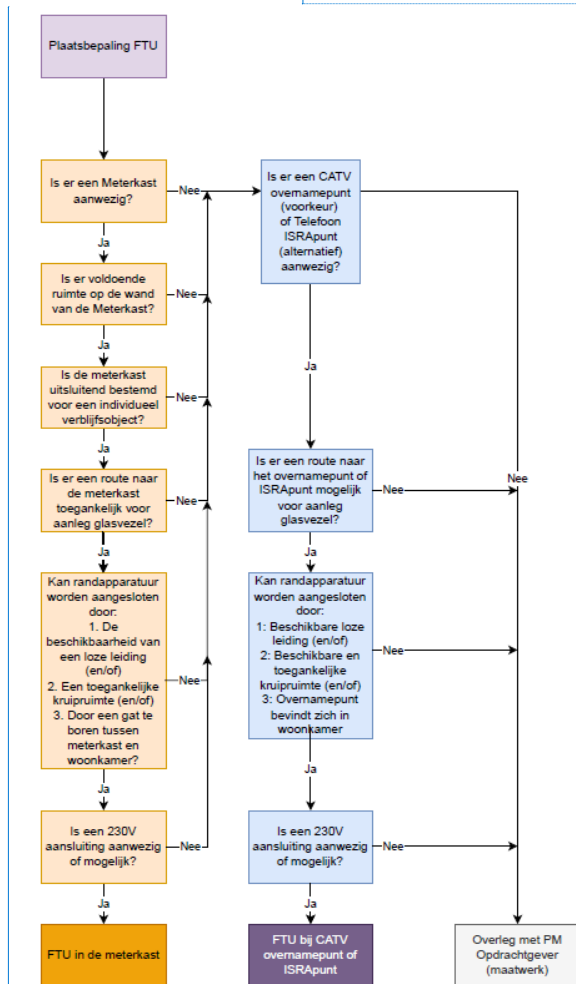 Plaatsbepaling FTU
Is er een Meterkast
aanwezig?
Nee
Ja
Is er voldoende
ruimte op de wand
van de Meterkast?
Nee
Ja
Is de meterkast
uitsluitend bestemd
voor een individueel
verblijfsobject?
Nee
Ja
Is er een route naar
de meterkast
toegankelijk voor
aanleg glasvezel?
Nee
Ja
Kan randapparatuur
worden aangesloten
door:
1. De
beschikbaarheid van
een loze leiding
(en/of)
2. Een toegankelijke
kruipruimte (en/of)
3. Door een gat te
boren tussen
meterkast en
woonkamer?
Nee
Ja
Is een 230V
aansluiting aanwezig
of mogelijk?
Nee
Ja
FTU in de meterkast
Is er een CATV
overnamepunt
(voorkeur)
of Telefoon
ISRApunt
(alternatief)
aanwezig?
Nee
Ja
Is er een route naar
het overnamepunt of
ISRApunt mogelijk
voor aanleg
glasvezel?
Nee
Ja
Kan randapparatuur
worden aangesloten
door:
1: Beschikbare loze
leiding (en/of)
2: Beschikbare en
toegankelijke
kruipruimte (en/of)
3: Overnamepunt
bevindt zich in
woonkamer
Nee
Ja
Is een 230V
aansluiting aanwezig
of mogelijk?
Nee
Ja
FTU bij CATV
overnamepunt of
ISRApunt
Overleg met PM
Opdrachtgever
(maatwerk)